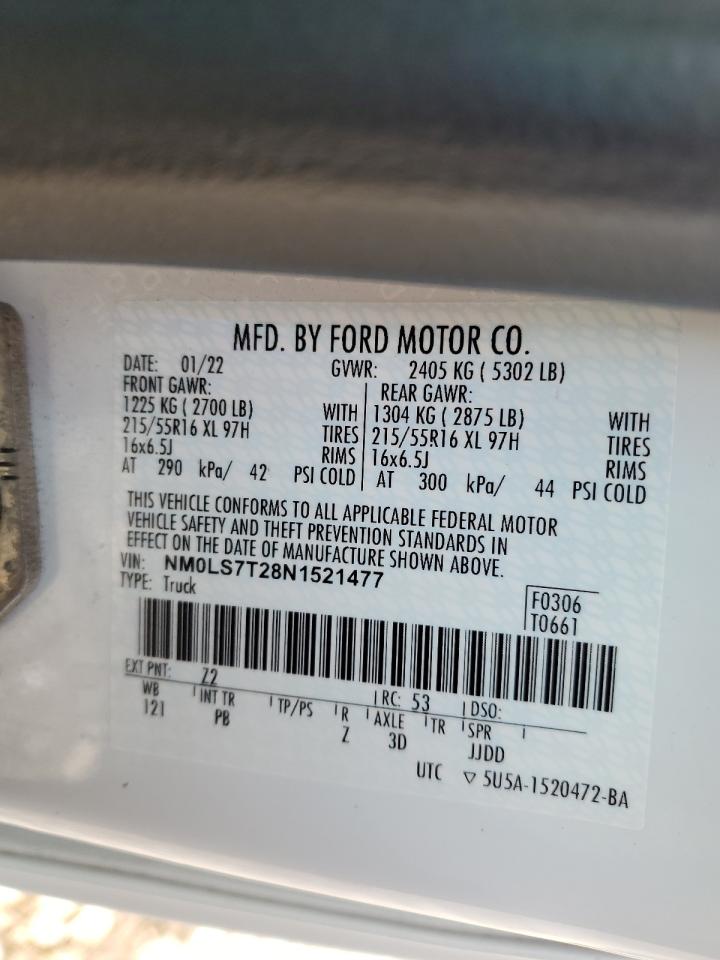 MFD. BY FORD MOTOR CO.
DATE: 01/22 GVWR: 2405 KG ( 5302 LB)
FRONT GAWR: REAR GAWR:
1225 KG ( 2700 LB) WITH 1304 KG ( 2875 LB) WITH
215/55R16 XL 97H TIRES 215/55R16 XL 97H TIRES
16x6.5J RIMS 16x6.5J RIMS
AT 290 kPa/ 42 PSI COLD AT 300 kPa/ 44 PSI COLD
THIS VEHICLE CONFORMS TO ALL APPLICABLE FEDERAL MOTOR
VEHICLE SAFETY AND THEFT PREVENTION STANDARDS IN
EFFECT ON THE DATE OF MANUFACTURE SHOWN ABOVE.
VIN: NM0LS7T28N1521477
TYPE: Truck
F0306
T0661
EXT PNT: Z2 RC: 53 DSO:
WB INT TR TP/PS R AXLE TR SPR
121 PB Z 3D JJDD
UTC ▽ 5U5A-1520472-BA